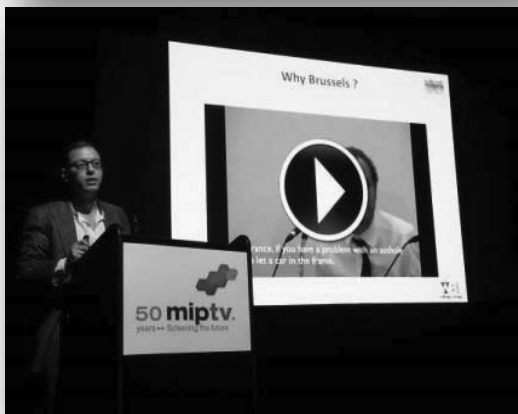 Why Brussels ?
rance, if you have a problem with an asshole
let a car in the frame.
50 miptv.
years •• Screening the future